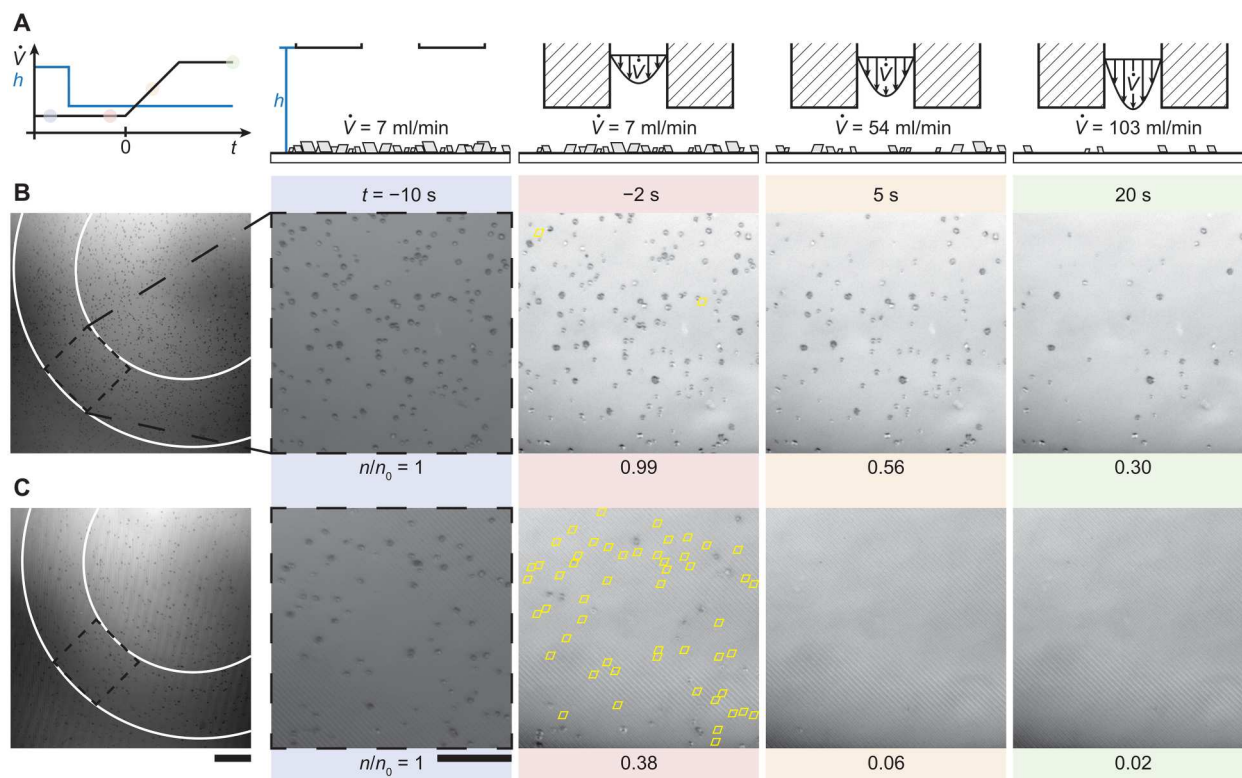 A
V̇
h
0
t
h
V̇ = 7 ml/min
V̇
V̇ = 7 ml/min
V̇
V̇ = 54 ml/min
V̇
V̇ = 103 ml/min
B
t = −10 s
−2 s
5 s
20 s
n/n₀ = 1
0.99
0.56
0.30
C
n/n₀ = 1
0.38
0.06
0.02